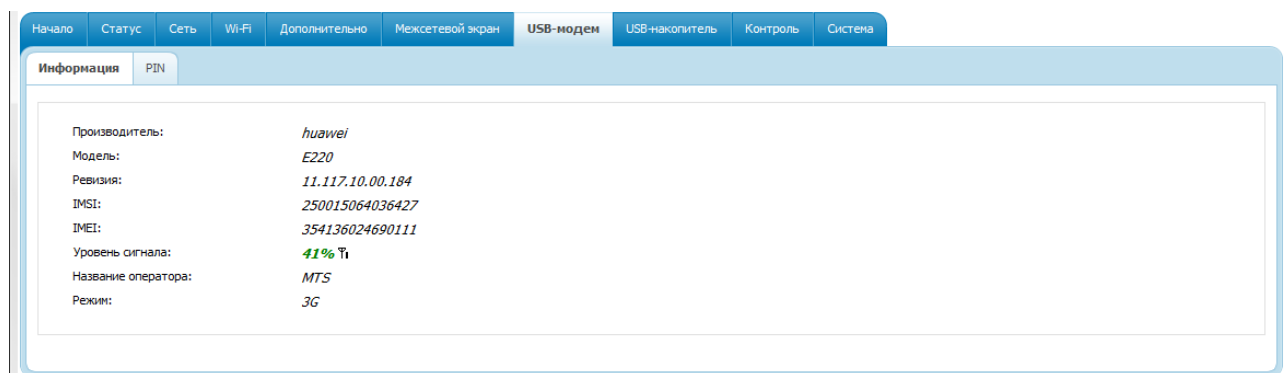 Начало Статус Сеть Wi-Fi Дополнительно Межсетевой экран USB-модем USB-накопитель Контроль Система
Информация PIN
Производитель: huawei
Модель: E220
Ревизия: 11.117.10.00.184
IMSI: 250015064036427
IMEI: 354136024690111
Уровень сигнала: 41%
Название оператора: MTS
Режим: 3G